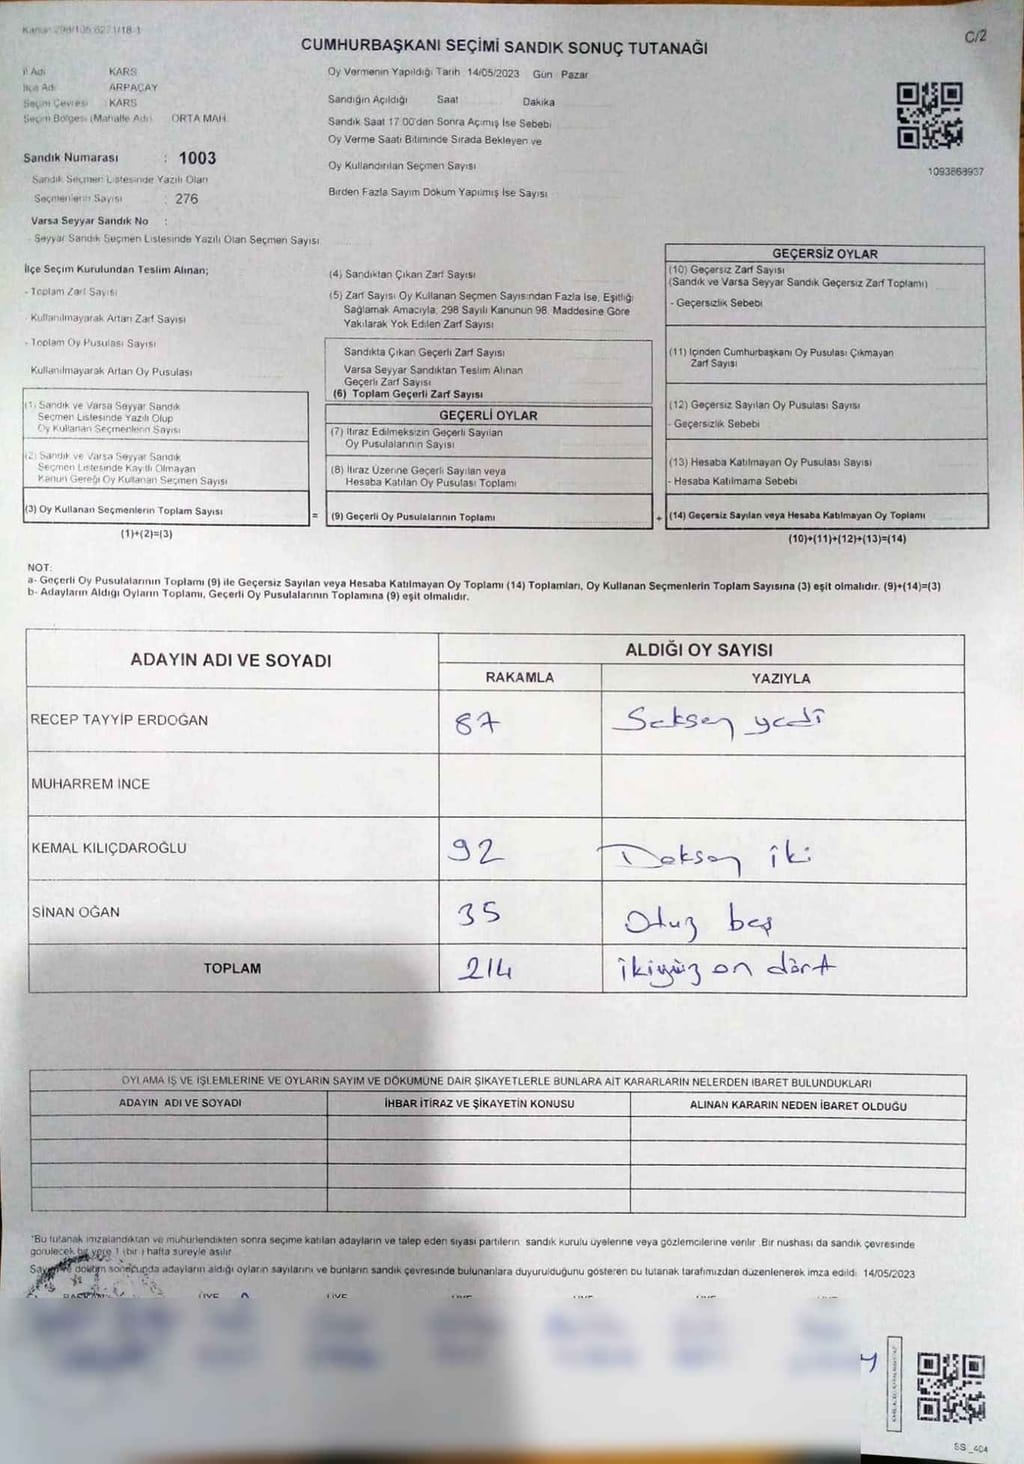 C/2
CUMHURBAŞKANI SEÇİMİ SANDIK SONUÇ TUTANAĞI
İl Adı KARS
İlçe Adı ARPAÇAY
Seçim Çevresi KARS
Seçim Bölgesi (Mahalle Adı) ORTA MAH.
Sandık Numarası : 1003
Sandık Seçmen Listesinde Yazılı Olan
Seçmenlerin Sayısı : 276
Varsa Seyyar Sandık No :
- Seyyar Sandık Seçmen Listesinde Yazılı Olan Seçmen Sayısı
Oy Vermenin Yapıldığı Tarih 14/05/2023 Gün Pazar
Sandığın Açıldığı Saat Dakika
Sandık Saat 17:00'den Sonra Açımış İse Sebebi
Oy Verme Saati Bitiminde Sırada Bekleyen ve
Oy Kullandırılan Seçmen Sayısı
Birden Fazla Sayım Döküm Yapılmış İse Sayısı
1093868937
İlçe Seçim Kurulundan Teslim Alınan;
- Toplam Zarf Sayısı
- Kullanılmayarak Artan Zarf Sayısı
- Toplam Oy Pusulası Sayısı
Kullanılmayarak Artan Oy Pusulası
(1) Sandık ve Varsa Seyyar Sandık
Seçmen Listesinde Yazılı Olup
Oy Kullanan Seçmenlerin Sayısı
(2) Sandık ve Varsa Seyyar Sandık
Seçmen Listesinde Kayıtlı Olmayan
Kanun Gereği Oy Kullanan Seçmen Sayısı
(3) Oy Kullanan Seçmenlerin Toplam Sayısı
(1)+(2)=(3)
=
(4) Sandıktan Çıkan Zarf Sayısı
(5) Zarf Sayısı Oy Kullanan Seçmen Sayısından Fazla İse, Eşitliği
Sağlamak Amacıyla, 298 Sayılı Kanunun 98. Maddesine Göre
Yakılarak Yok Edilen Zarf Sayısı
Sandıkta Çıkan Geçerli Zarf Sayısı
Varsa Seyyar Sandıktan Teslim Alınan
Geçerli Zarf Sayısı
(6) Toplam Geçerli Zarf Sayısı
GEÇERLİ OYLAR
(7) İtiraz Edilmeksizin Geçerli Sayılan
Oy Pusulalarının Sayısı
(8) İtiraz Üzerine Geçerli Sayılan veya
Hesaba Katılan Oy Pusulası Toplamı
(9) Geçerli Oy Pusulalarının Toplamı
+
GEÇERSİZ OYLAR
(10) Geçersiz Zarf Sayısı
(Sandık ve Varsa Seyyar Sandık Geçersiz Zarf Toplamı)
- Geçersizlik Sebebi
(11) İçinden Cumhurbaşkanı Oy Pusulası Çıkmayan
Zarf Sayısı
(12) Geçersiz Sayılan Oy Pusulası Sayısı
- Geçersizlik Sebebi
(13) Hesaba Katılmayan Oy Pusulası Sayısı
- Hesaba Katılmama Sebebi
(14) Geçersiz Sayılan veya Hesaba Katılmayan Oy Toplamı
(10)+(11)+(12)+(13)=(14)
NOT:
a- Geçerli Oy Pusulalarının Toplamı (9) ile Geçersiz Sayılan veya Hesaba Katılmayan Oy Toplamı (14) Toplamları, Oy Kullanan Seçmenlerin Toplam Sayısına (3) eşit olmalıdır. (9)+(14)=(3)
b- Adayların Aldığı Oyların Toplamı, Geçerli Oy Pusulalarının Toplamına (9) eşit olmalıdır.
ADAYIN ADI VE SOYADI ALDIĞI OY SAYISI
RAKAMLA YAZIYLA
RECEP TAYYİP ERDOĞAN 87 Seksen yedi
MUHARREM İNCE
KEMAL KILIÇDAROĞLU 92 Doksan iki
SİNAN OĞAN 35 Otuz beş
TOPLAM 214 ikiyüz on dört
OYLAMA İŞ VE İŞLEMLERİNE VE OYLARIN SAYIM VE DÖKÜMÜNE DAİR ŞİKAYETLERLE BUNLARA AİT KARARLARIN NELERDEN İBARET BULUNDUKLARI
ADAYIN ADI VE SOYADI İHBAR İTİRAZ VE ŞİKAYETİN KONUSU ALINAN KARARIN NEDEN İBARET OLDUĞU
"Bu tutanak imzalandıktan ve mühürlendikten sonra seçime katılan adayların ve talep eden siyasi partilerin sandık kurulu üyelerine veya gözlemcilerine verilir. Bir nüshası da sandık çevresinde
görülecek bir yere 1 (bir) hafta süreyle asılır.
Sayım ve döküm sonucunda adayların aldığı oyların sayılarını ve bunların sandık çevresinde bulunanlara duyurulduğunu gösteren bu tutanak tarafımızdan düzenlenerek imza edildi. 14/05/2023
SS_404